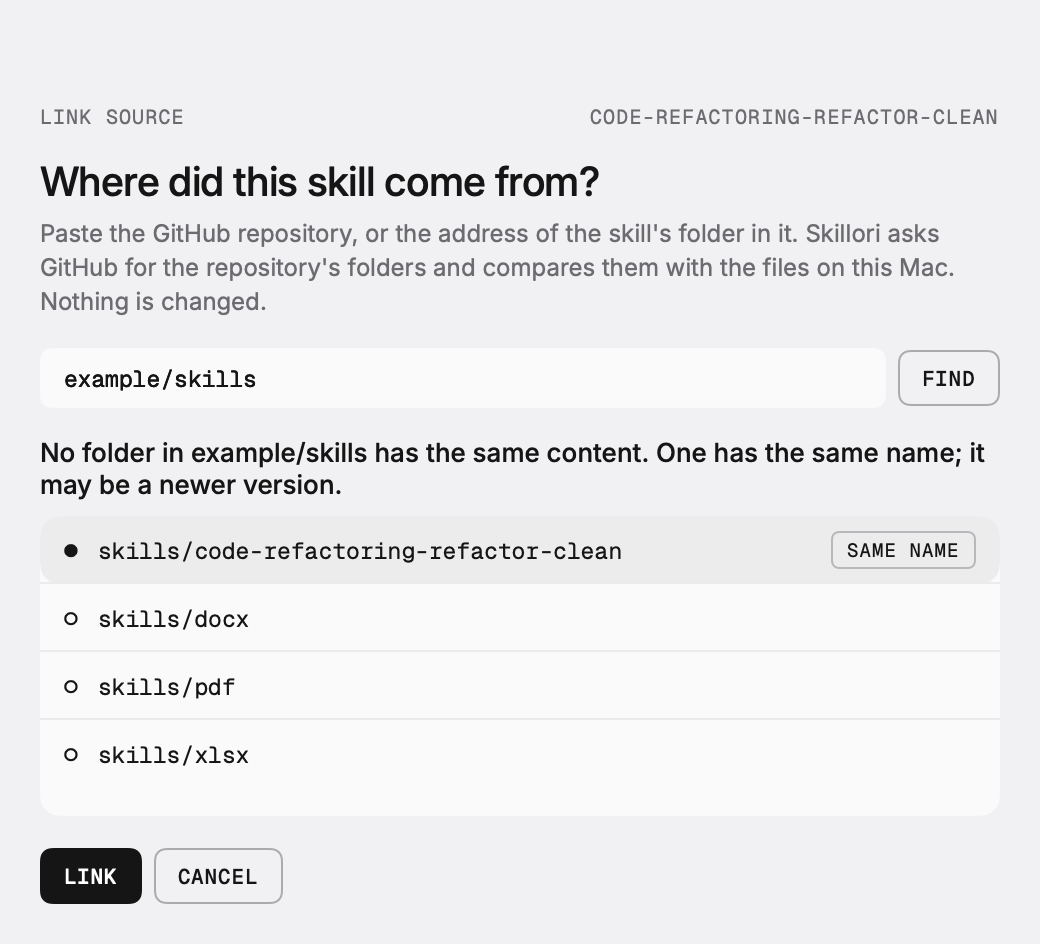 LINK SOURCE
CODE-REFACTORING-REFACTOR-CLEAN
Where did this skill come from?
Paste the GitHub repository, or the address of the skill's folder in it. Skillori asks
GitHub for the repository's folders and compares them with the files on this Mac.
Nothing is changed.
example/skills
FIND
No folder in example/skills has the same content. One has the same name; it
may be a newer version.
skills/code-refactoring-refactor-clean
SAME NAME
skills/docx
skills/pdf
skills/xlsx
LINK
CANCEL